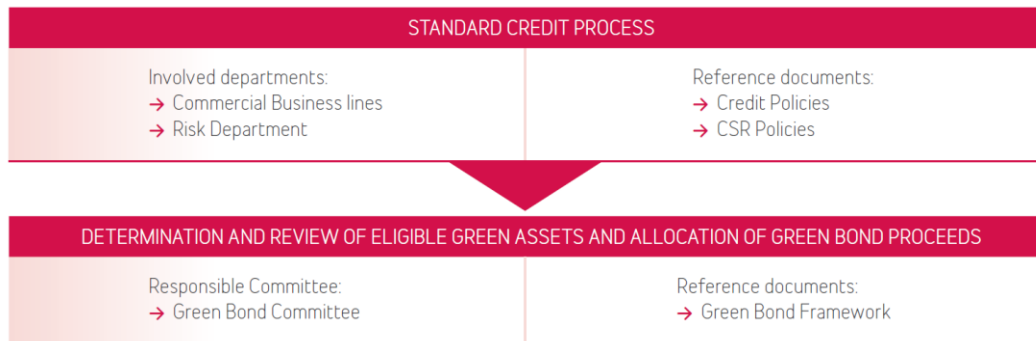 STANDARD CREDIT PROCESS
Involved departments:
→ Commercial Business lines
→ Risk Department
Reference documents:
→ Credit Policies
→ CSR Policies
DETERMINATION AND REVIEW OF ELIGIBLE GREEN ASSETS AND ALLOCATION OF GREEN BOND PROCEEDS
Responsible Committee:
→ Green Bond Committee
Reference documents:
→ Green Bond Framework